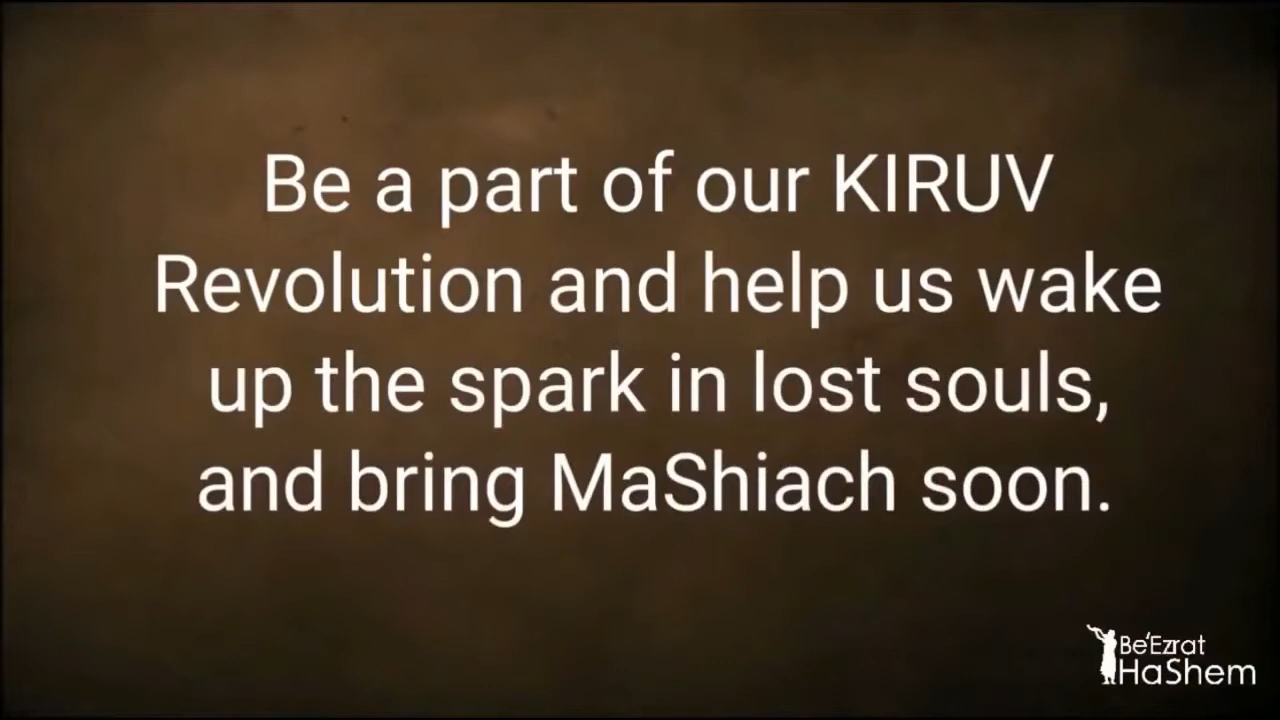 Be a part of our KIRUV
Revolution and help us wake
up the spark in lost souls,
and bring MaShiach soon.
Be'Ezrat
HaShem